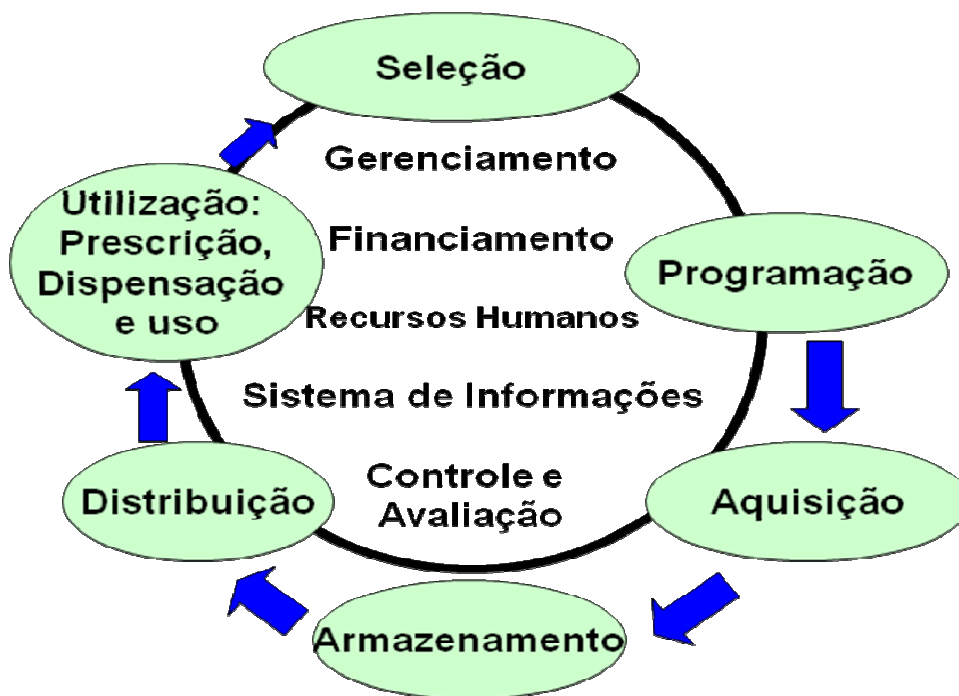 Seleção
Gerenciamento
Utilização:
Prescrição,
Dispensação
e uso
Financiamento
Programação
Recursos Humanos
Sistema de Informações
Controle e
Avaliação
Distribuição
Aquisição
Armazenamento